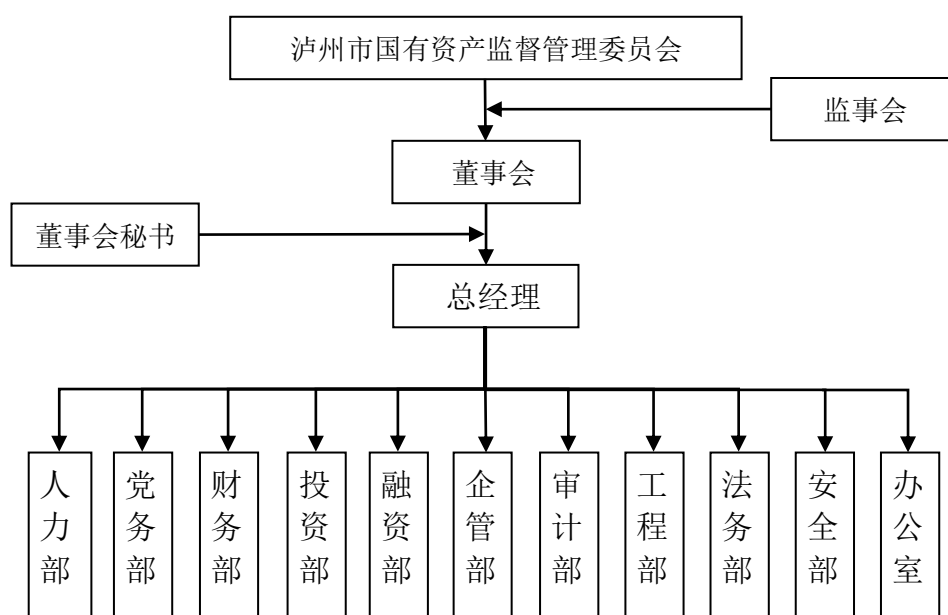 泸州市国有资产监督管理委员会
监事会
董事会
董事会秘书
总经理
人力部
党务部
财务部
投资部
融资部
企管部
审计部
工程部
法务部
安全部
办公室